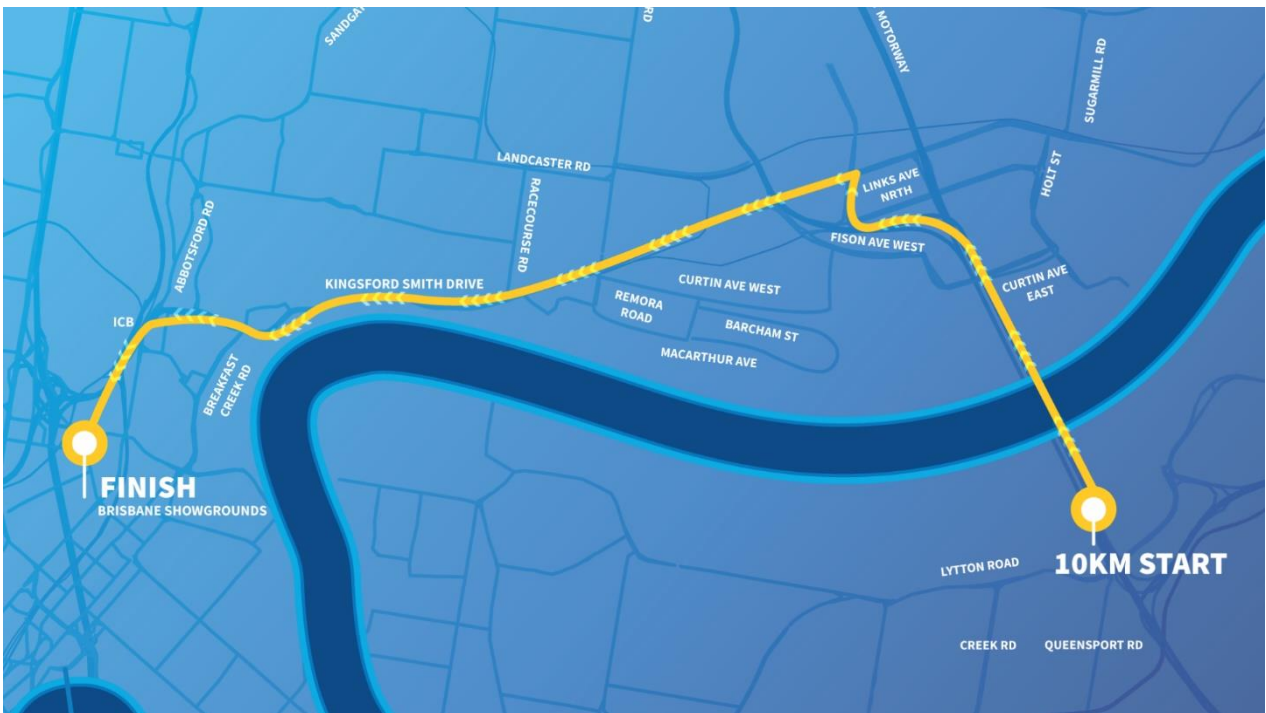 SANDGA
RD
MOTORWAY
SUGARMILL RD
LANDCASTER RD
RACECOURSE RD
LINKS AVE
NRTH
HOLT ST
ABBOTSFORD RD
FISON AVE WEST
KINGSFORD SMITH DRIVE
CURTIN AVE WEST
CURTIN AVE
EAST
REMORA
ROAD
ICB
BARCHAM ST
MACARTHUR AVE
BREAKFAST
CREEK RD
FINISH
BRISBANE SHOWGROUNDS
10KM START
LYTTON ROAD
CREEK RD
QUEENSPORT RD